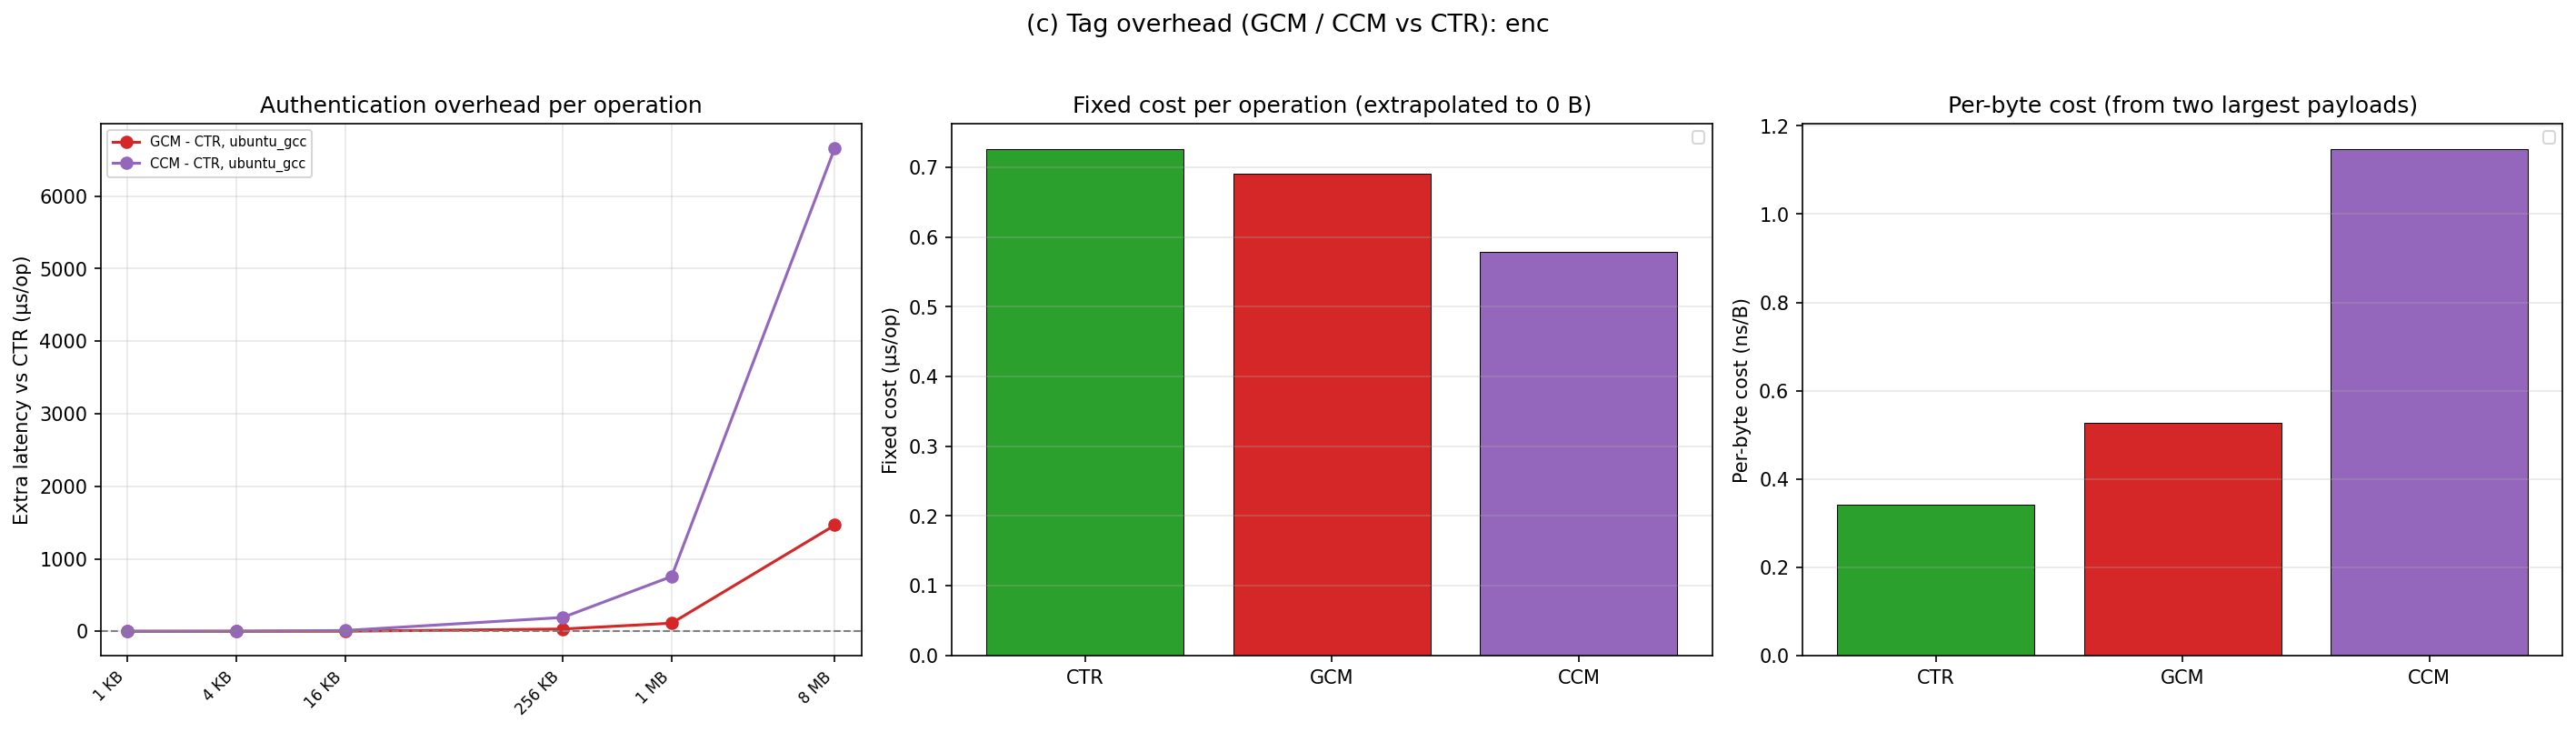 (c) Tag overhead (GCM / CCM vs CTR): enc
Authentication overhead per operation
GCM - CTR, ubuntu_gcc
CCM - CTR, ubuntu_gcc
Extra latency vs CTR (µs/op)
6000
5000
4000
3000
2000
1000
0
1 KB
4 KB
16 KB
256 KB
1 MB
8 MB
Fixed cost per operation (extrapolated to 0 B)
Fixed cost (µs/op)
0.7
0.6
0.5
0.4
0.3
0.2
0.1
0.0
CTR
GCM
CCM
Per-byte cost (from two largest payloads)
Per-byte cost (ns/B)
1.2
1.0
0.8
0.6
0.4
0.2
0.0
CTR
GCM
CCM